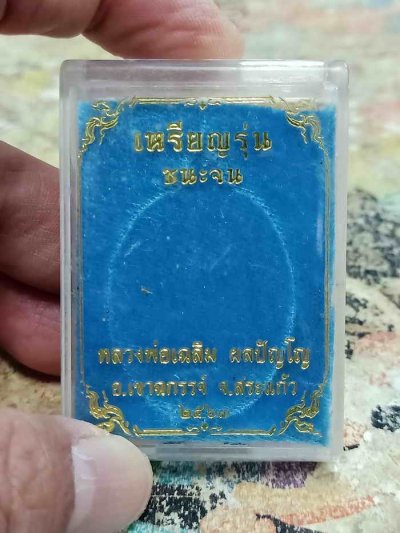 เหรียญรุ่น
ชนะจน
หลวงพ่อเฉลิม ผลปัญโญ
อ.เขาฉกรรจ์ จ.สระแก้ว
๒๕๖๓